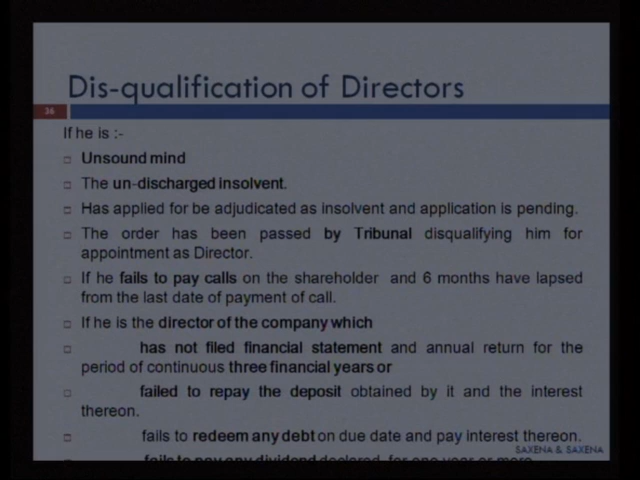 Dis-qualification of Directors
36
If he is :-
Unsound mind
The un-discharged insolvent.
Has applied for be adjudicated as insolvent and application is pending.
The order has been passed by Tribunal disqualifying him for
appointment as Director.
If he fails to pay calls on the shareholder and 6 months have lapsed
from the last date of payment of call.
If he is the director of the company which
has not filed financial statement and annual return for the
period of continuous three financial years or
failed to repay the deposit obtained by it and the interest
thereon.
fails to redeem any debt on due date and pay interest thereon.
SAXENA & SAXENA
fails to pay any dividend declared for one year or more